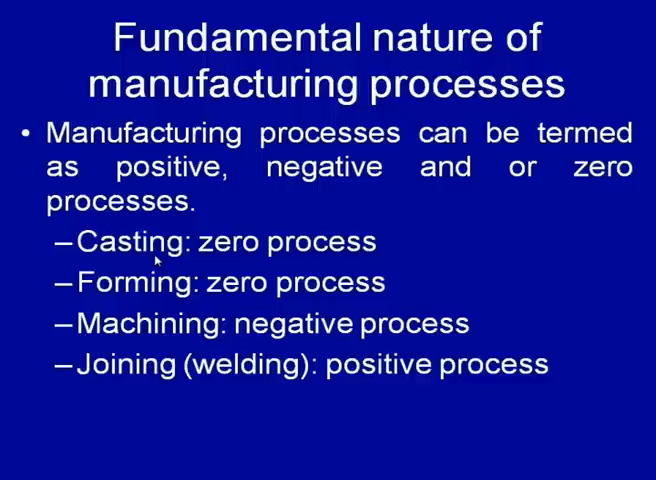 Fundamental nature of
manufacturing processes
• Manufacturing processes can be termed
as positive, negative and or zero
processes.
–Casting: zero process
–Forming: zero process
–Machining: negative process
–Joining (welding): positive process